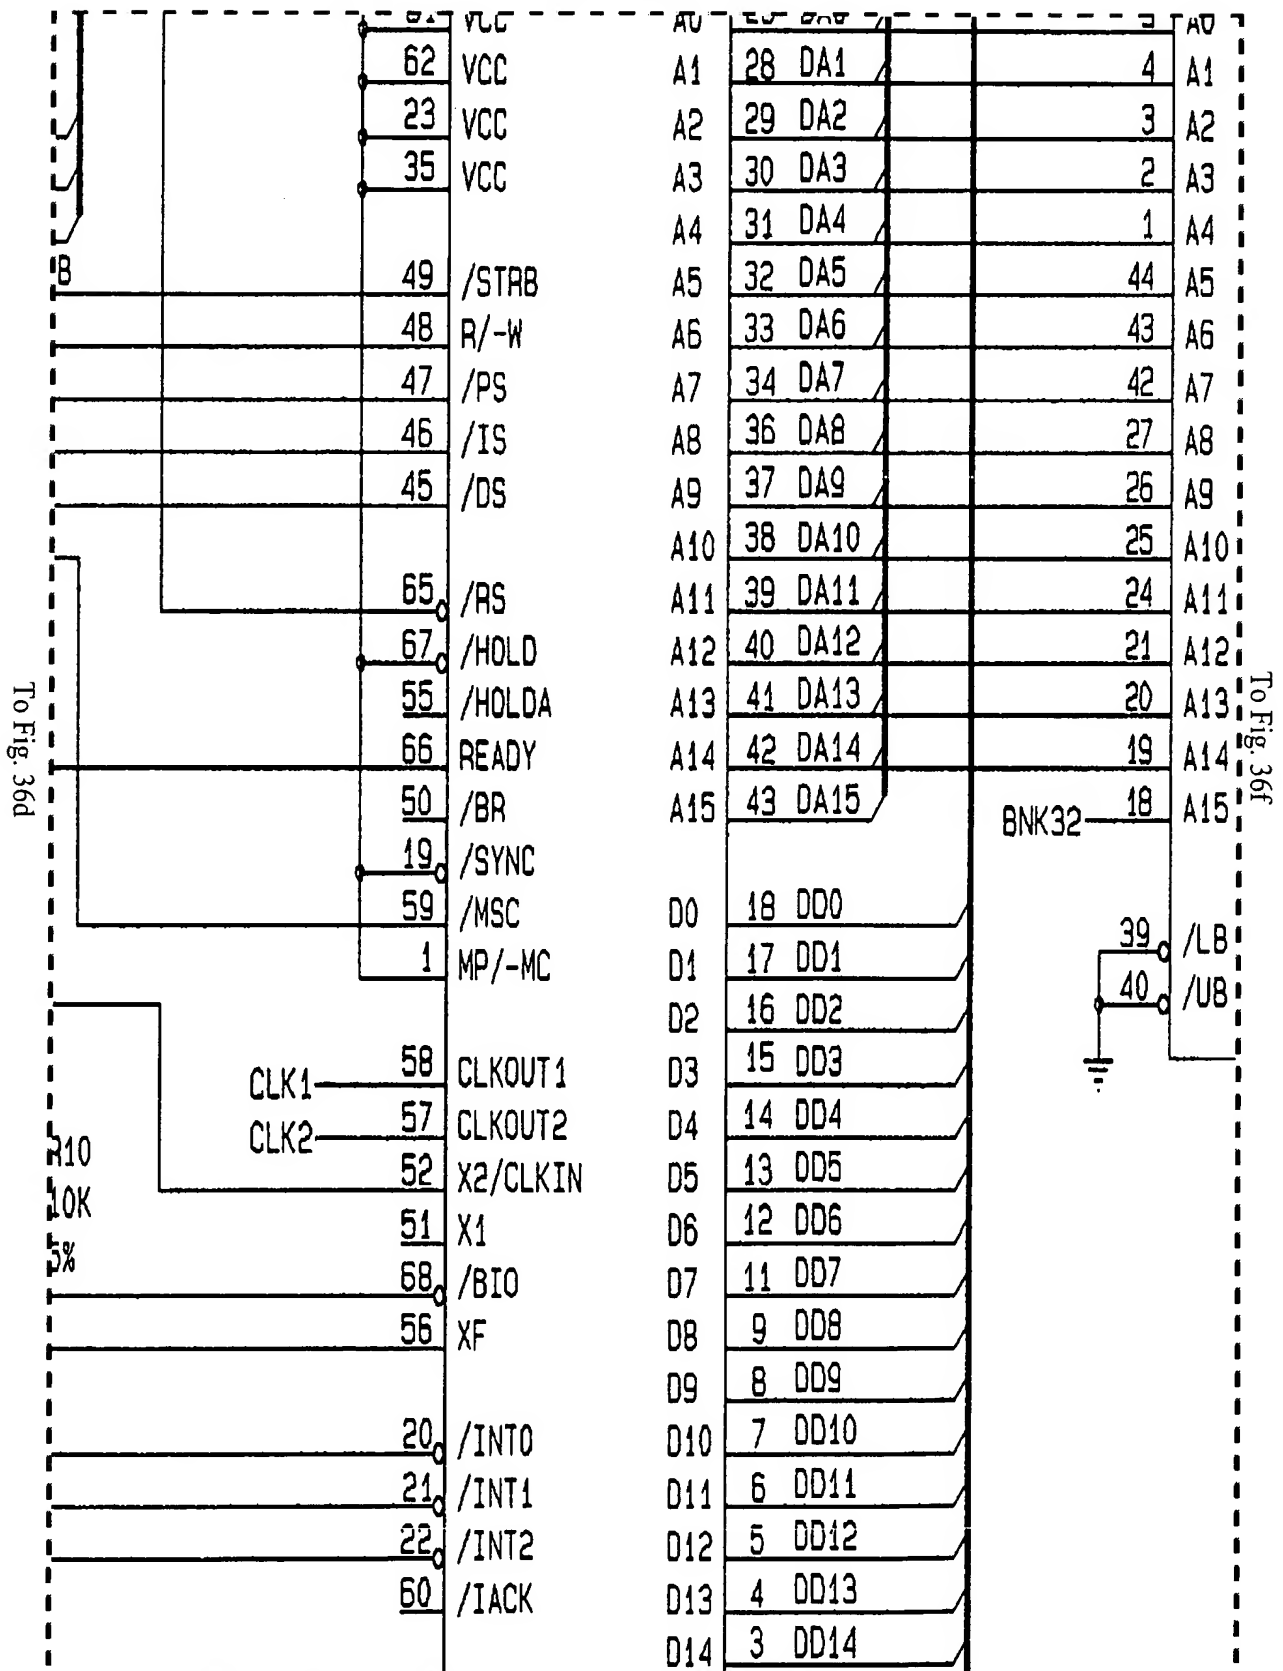 VCC A0 A0
62 VCC A1 28 DA1 4 A1
23 VCC A2 29 DA2 3 A2
35 VCC A3 30 DA3 2 A3
A4 31 DA4 1 A4
B 49 /STRB A5 32 DA5 44 A5
48 R/-W A6 33 DA6 43 A6
47 /PS A7 34 DA7 42 A7
46 /IS A8 36 DA8 27 A8
45 /DS A9 37 DA9 26 A9
A10 38 DA10 25 A10
65 /RS A11 39 DA11 24 A11
67 /HOLD A12 40 DA12 21 A12
55 /HOLDA A13 41 DA13 20 A13
66 READY A14 42 DA14 19 A14
50 /BR A15 43 DA15 BNK32 18 A15
To Fig. 36d
To Fig. 36f
19 /SYNC
59 /MSC D0 18 DD0 39 /LB
1 MP/-MC D1 17 DD1 40 /UB
D2 16 DD2
CLK1 58 CLKOUT1 D3 15 DD3
CLK2 57 CLKOUT2 D4 14 DD4
R10
52 X2/CLKIN D5 13 DD5
10K
51 X1 D6 12 DD6
5%
68 /BIO D7 11 DD7
56 XF D8 9 DD8
D9 8 DD9
20 /INT0 D10 7 DD10
21 /INT1 D11 6 DD11
22 /INT2 D12 5 DD12
60 /IACK D13 4 DD13
D14 3 DD14